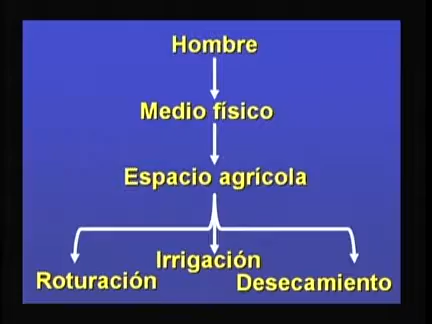 Hombre
Medio físico
Espacio agrícola
Irrigación
Roturación
Desecamiento